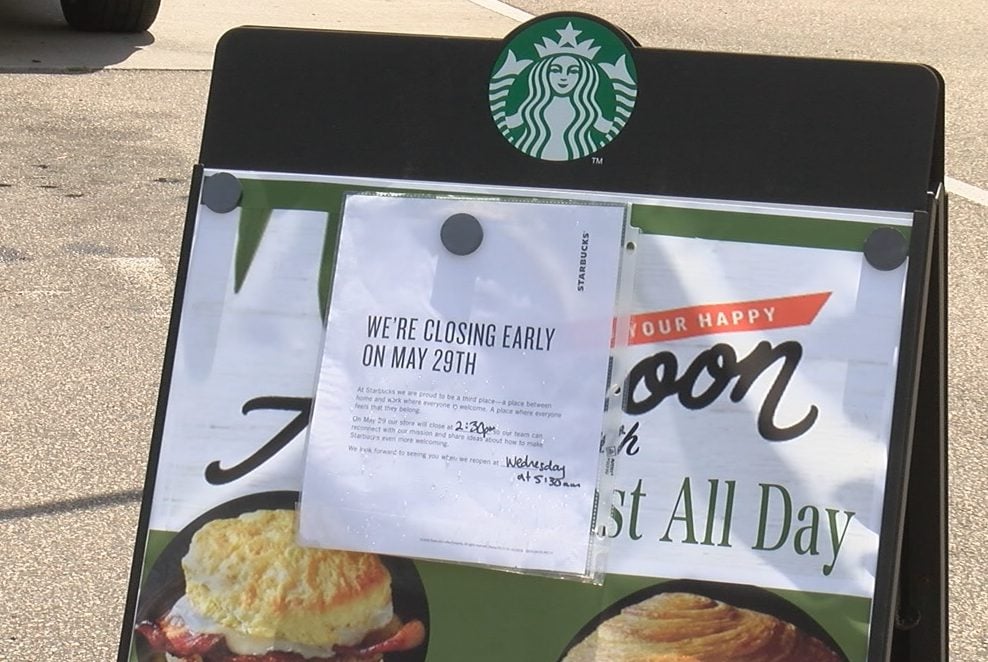 TM
STARBUCKS
WE'RE CLOSING EARLY
ON MAY 29TH
At Starbucks we are proud to be a third place—a place between
home and work where everyone is welcome. A place where everyone
feels that they belong.
On May 29 our store will close at 2:30pm so our team can
reconnect with our mission and share ideas about how to make
Starbucks even more welcoming.
We look forward to seeing you when we reopen at Wednesday
at 5:30am
YOUR HAPPY
oon
st All Day